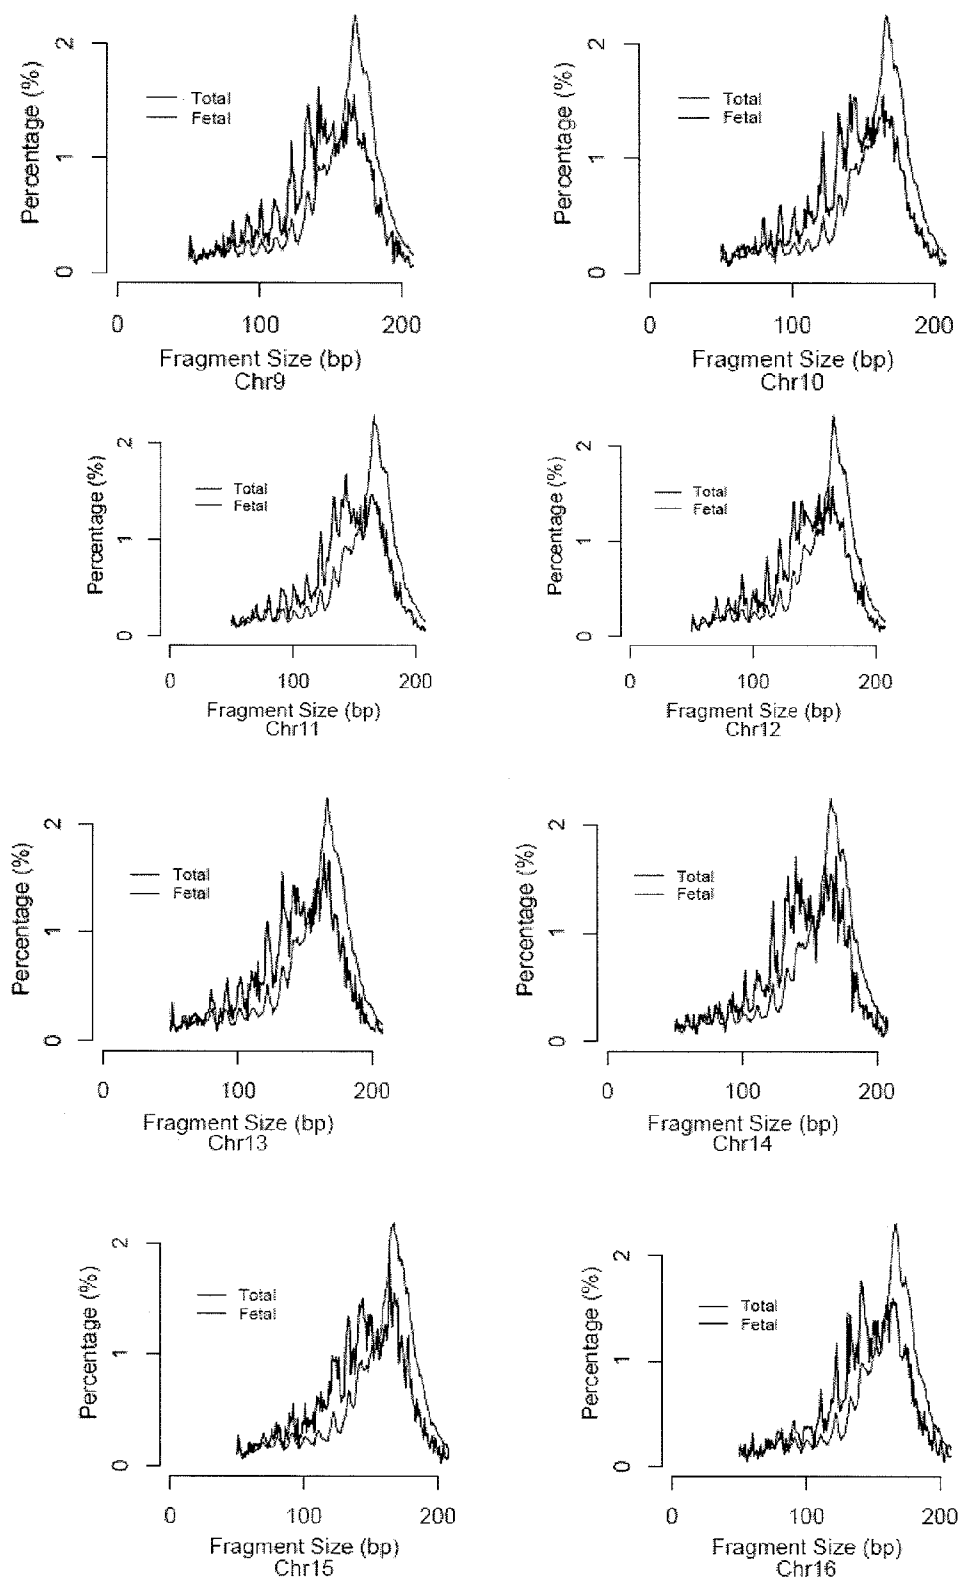 Percentage (%)
2
1
0
Total
Fetal
0 100 200
Fragment Size (bp)
Chr9
Percentage (%)
2
1
0
Total
Fetal
0 100 200
Fragment Size (bp)
Chr10
Percentage (%)
2
1
0
Total
Fetal
0 100 200
Fragment Size (bp)
Chr11
Percentage (%)
2
1
0
Total
Fetal
0 100 200
Fragment Size (bp)
Chr12
Percentage (%)
2
1
0
Total
Fetal
0 100 200
Fragment Size (bp)
Chr13
Percentage (%)
2
1
0
Total
Fetal
0 100 200
Fragment Size (bp)
Chr14
Percentage (%)
2
1
0
Total
Fetal
0 100 200
Fragment Size (bp)
Chr15
Percentage (%)
2
1
0
Total
Fetal
0 100 200
Fragment Size (bp)
Chr16